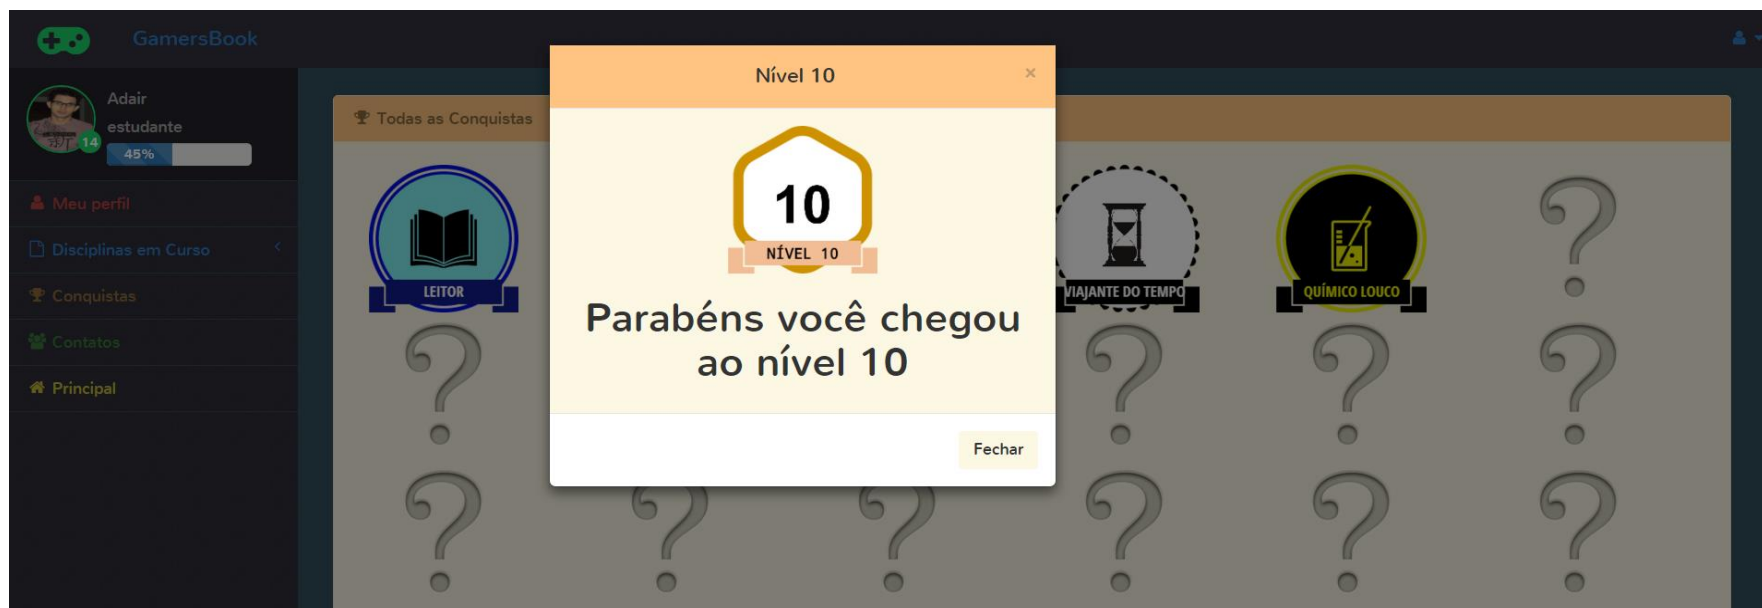 GamersBook
Adair
estudante
14
45%
Meu perfil
Disciplinas em Curso
Conquistas
Contatos
Principal
Todas as Conquistas
LEITOR
VIAJANTE DO TEMPO
QUÍMICO LOUCO
Nível 10
×
10
NÍVEL 10
Parabéns você chegou
ao nível 10
Fechar